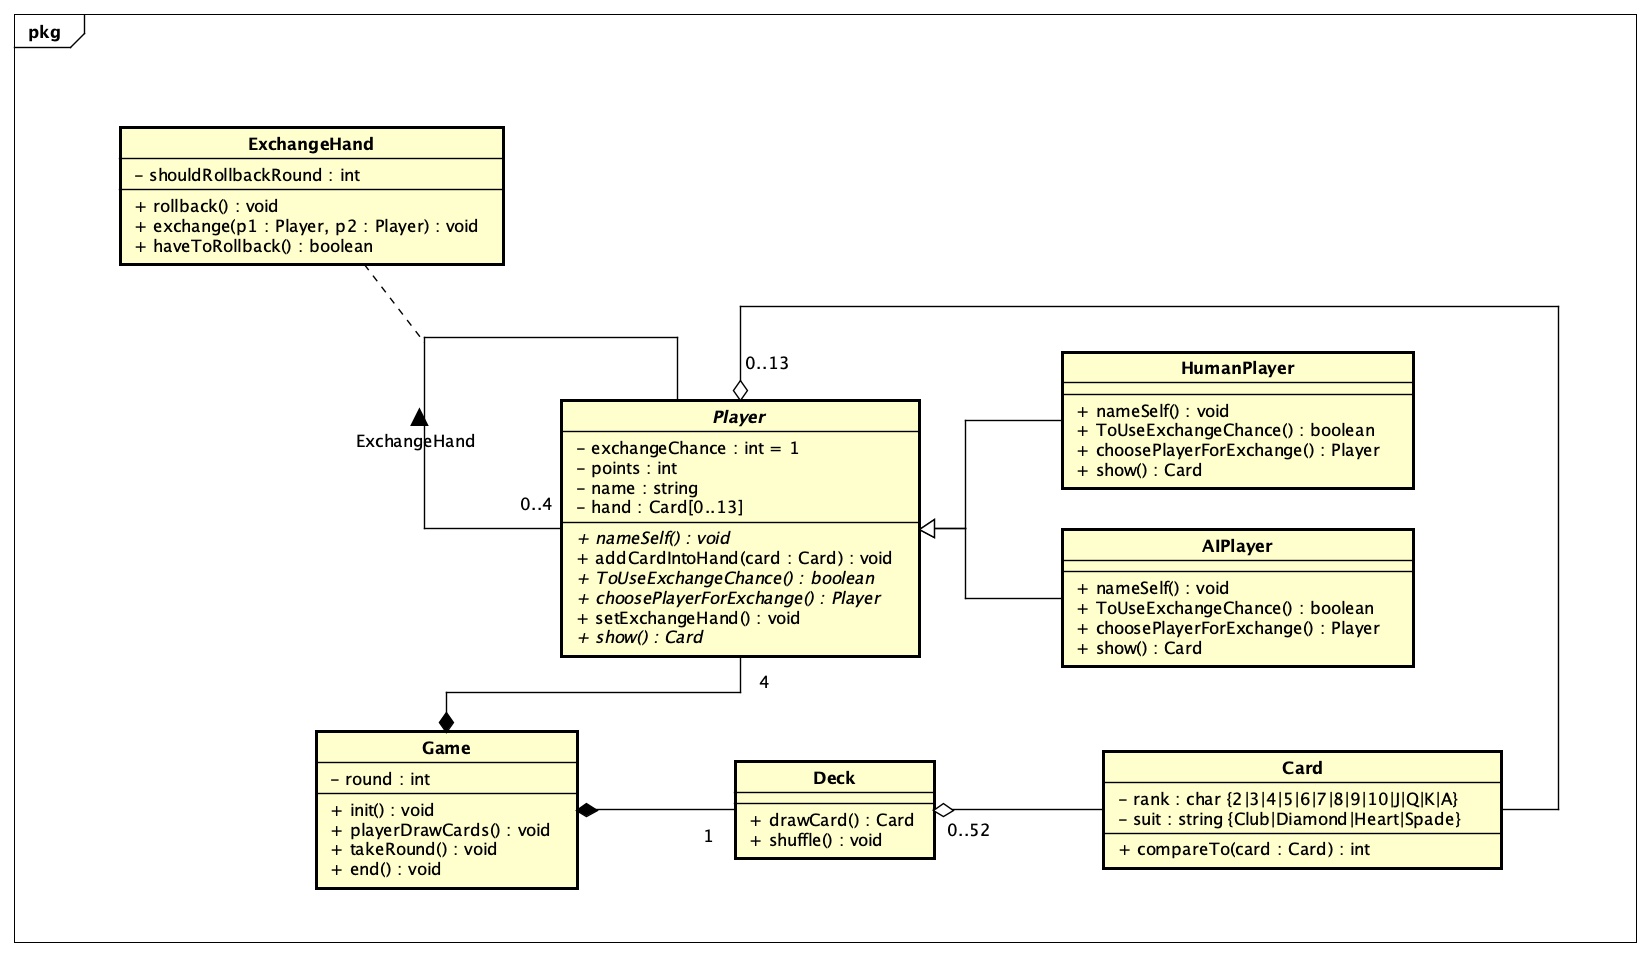 pkg
ExchangeHand
- shouldRollbackRound : int
+ rollback() : void
+ exchange(p1 : Player, p2 : Player) : void
+ haveToRollback() : boolean
ExchangeHand
0..4
0..13
Player
- exchangeChance : int = 1
- points : int
- name : string
- hand : Card[0..13]
+ nameSelf() : void
+ addCardIntoHand(card : Card) : void
+ ToUseExchangeChance() : boolean
+ choosePlayerForExchange() : Player
+ setExchangeHand() : void
+ show() : Card
HumanPlayer
+ nameSelf() : void
+ ToUseExchangeChance() : boolean
+ choosePlayerForExchange() : Player
+ show() : Card
AIPlayer
+ nameSelf() : void
+ ToUseExchangeChance() : boolean
+ choosePlayerForExchange() : Player
+ show() : Card
4
Game
- round : int
+ init() : void
+ playerDrawCards() : void
+ takeRound() : void
+ end() : void
1
Deck
+ drawCard() : Card
+ shuffle() : void
0..52
Card
- rank : char {2|3|4|5|6|7|8|9|10|J|Q|K|A}
- suit : string {Club|Diamond|Heart|Spade}
+ compareTo(card : Card) : int